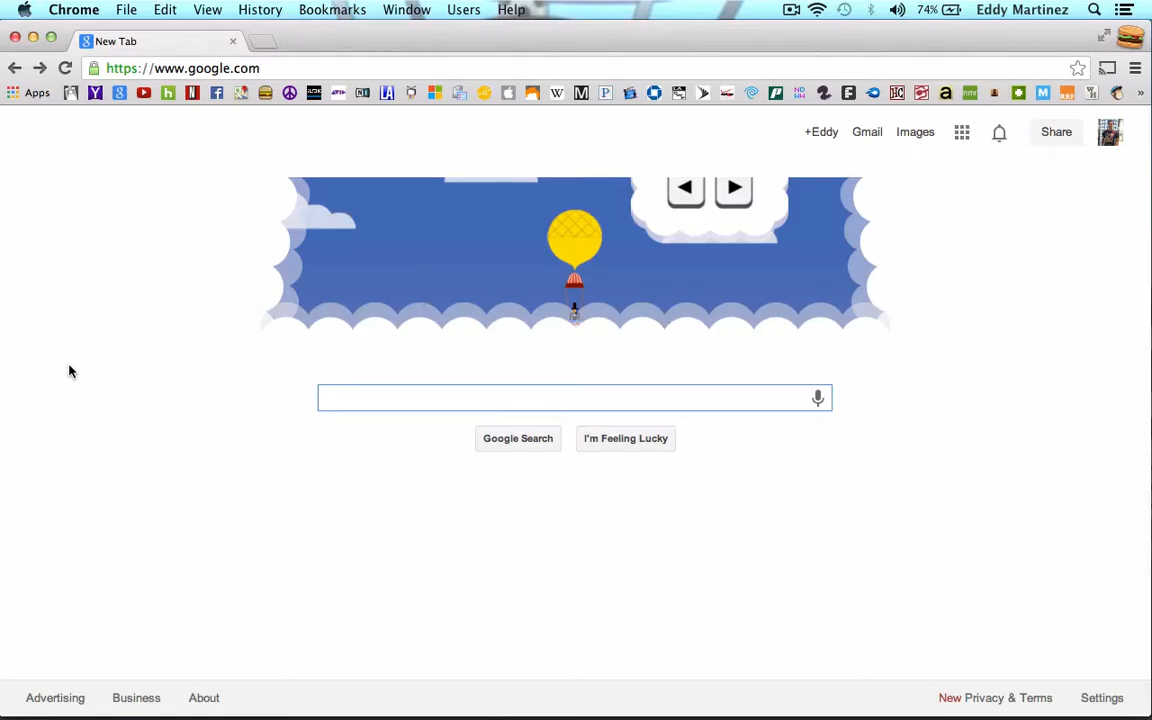 Chrome File Edit View History Bookmarks Window Users Help 74% Eddy Martinez
New Tab
https://www.google.com
Apps
+Eddy Gmail Images Share
Google Search I'm Feeling Lucky
Advertising Business About New Privacy & Terms Settings